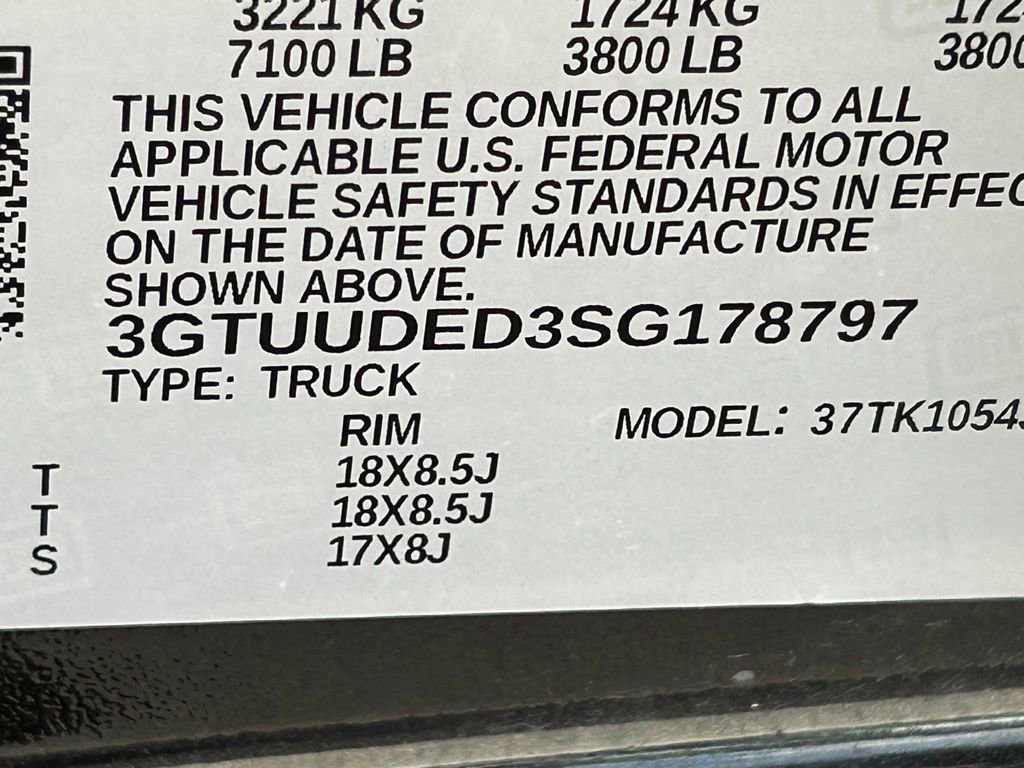 3221 KG 1724 KG
7100 LB 3800 LB
THIS VEHICLE CONFORMS TO ALL
APPLICABLE U.S. FEDERAL MOTOR
VEHICLE SAFETY STANDARDS IN EFFEC
ON THE DATE OF MANUFACTURE
SHOWN ABOVE.
3GTUUDED3SG178797
TYPE: TRUCK
RIM MODEL: 37TK1054
T 18X8.5J
T 18X8.5J
S 17X8J